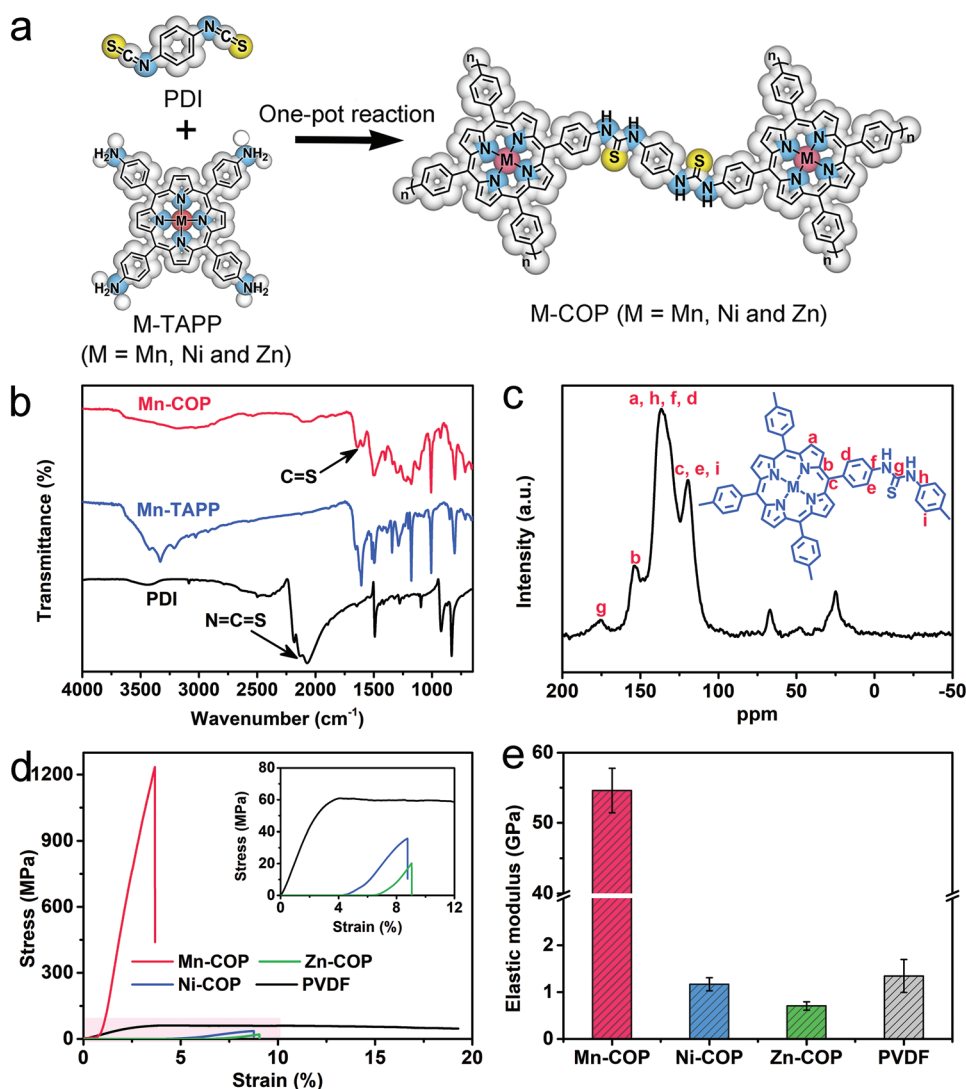 a
S
C
N
N
C
S
PDI
+
H₂N
NH₂
N
N
M
N
N
H₂N
NH₂
M-TAPP
(M = Mn, Ni and Zn)
One-pot reaction
n
n
n
n
N
N
M
N
N
H
N
H
N
S
S
N
H
N
H
n
n
n
N
N
M
N
N
M-COP (M = Mn, Ni and Zn)
b
Mn-COP
C=S
Mn-TAPP
PDI
N=C=S
Transmittance (%)
4000 3500 3000 2500 2000 1500 1000
Wavenumber (cm⁻¹)
c
a, h, f, d
c, e, i
b
g
a
b
c
d
e
f
g
h
i
N
N
M
N
N
H
N
H
N
S
Intensity (a.u.)
200 150 100 50 0 -50
ppm
d
1200
900
600
300
0
Stress (MPa)
0 5 10 15 20
Strain (%)
Mn-COP
Zn-COP
Ni-COP
PVDF
80
60
40
20
0
Stress (MPa)
0 4 8 12
Strain (%)
e
60
50
40
2
1
0
Elastic modulus (GPa)
Mn-COP Ni-COP Zn-COP PVDF